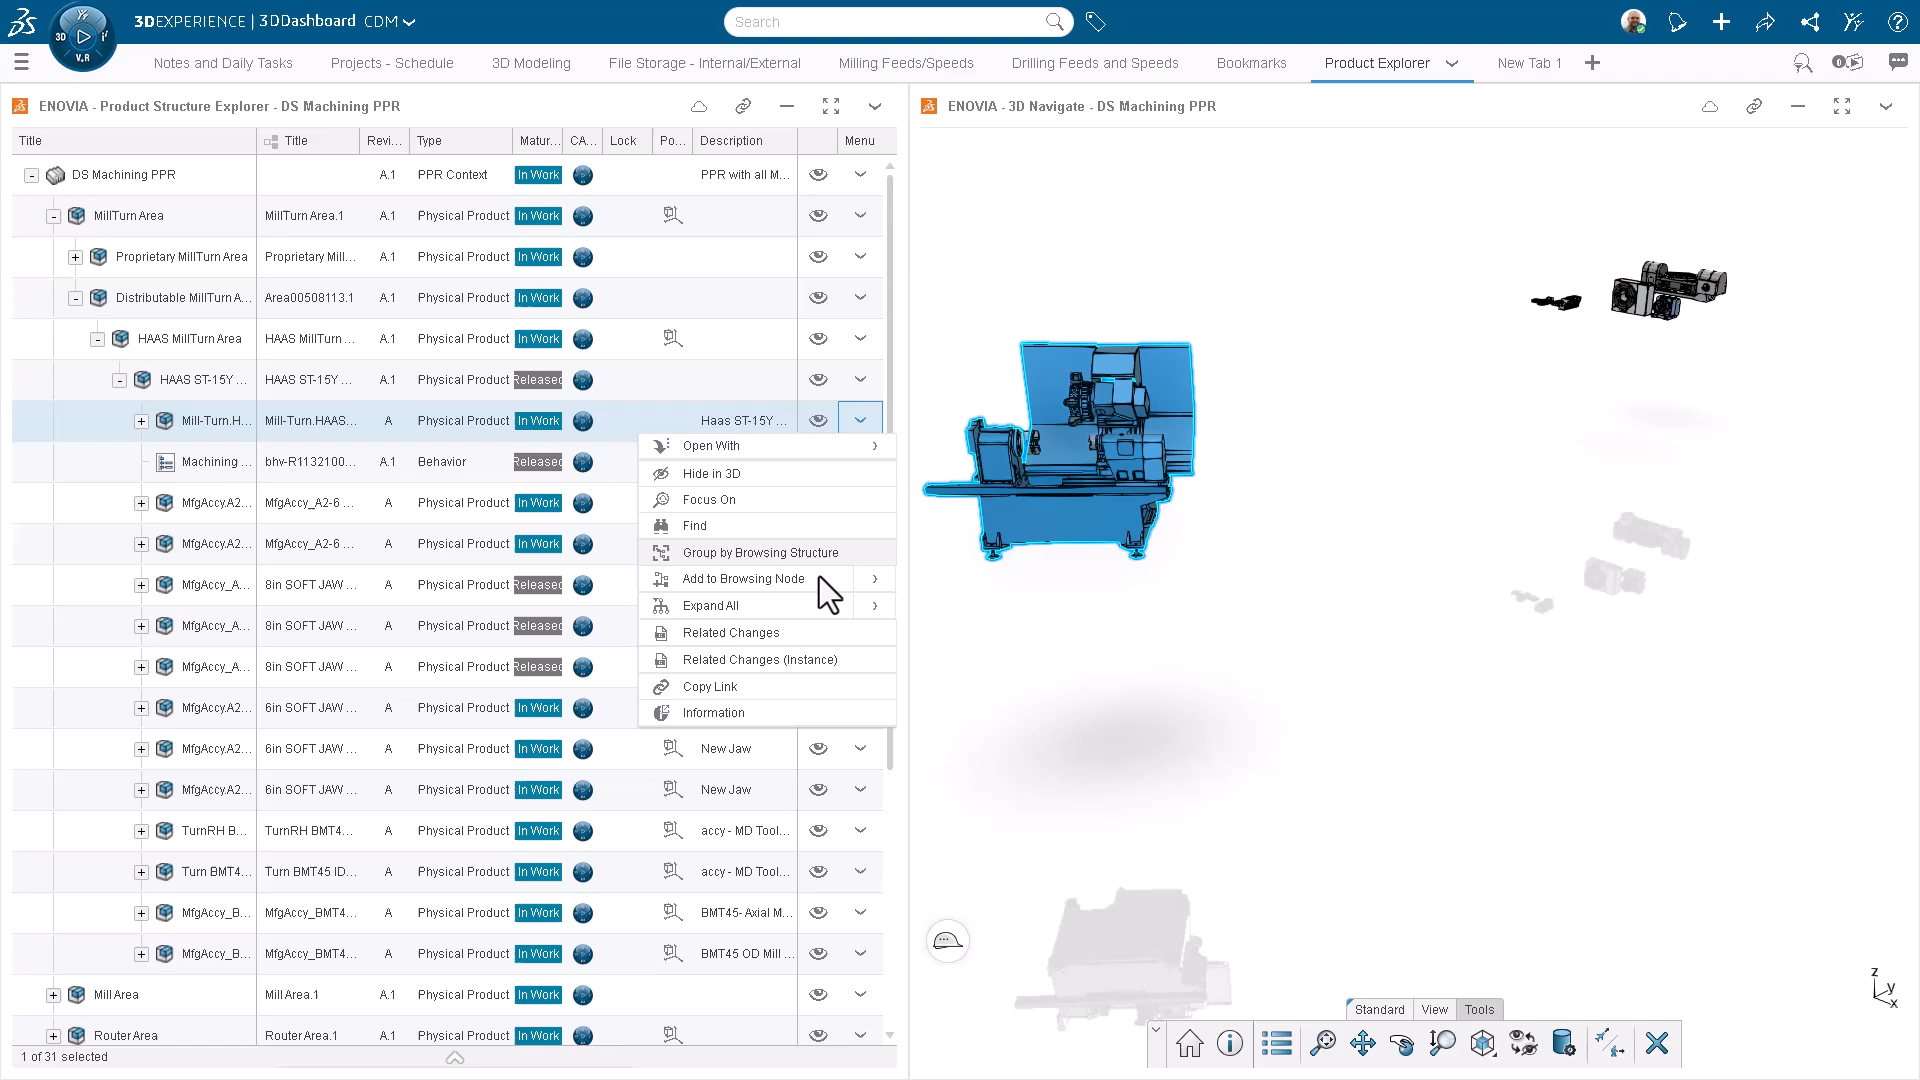 3DEXPERIENCE | 3DDashboard CDM
Search
3D
V.R
Notes and Daily Tasks
Projects - Schedule
3D Modeling
File Storage - Internal/External
Milling Feeds/Speeds
Drilling Feeds and Speeds
Bookmarks
Product Explorer
New Tab 1
ENOVIA - Product Structure Explorer - DS Machining PPR
ENOVIA - 3D Navigate - DS Machining PPR
Title Title Revi... Type Matur... CA... Lock Po... Description Menu
DS Machining PPR A.1 PPR Context In Work PPR with all M...
MillTurn Area MillTurn Area.1 A.1 Physical Product In Work
Proprietary MillTurn Area Proprietary Mill... A.1 Physical Product In Work
Distributable MillTurn A... Area00508113.1 A.1 Physical Product In Work
HAAS MillTurn Area HAAS MillTurn ... A.1 Physical Product In Work
HAAS ST-15Y ... HAAS ST-15Y ... A.1 Physical Product Released
Mill-Turn.H... Mill-Turn.HAAS... A Physical Product In Work Haas ST-15Y ...
Machining ... bhv-R1132100... A.1 Behavior Released
MfgAccy.A2... MfgAccy_A2-6 ... A Physical Product In Work
MfgAccy.A2... MfgAccy_A2-6 ... A Physical Product In Work
MfgAccy_A... 8in SOFT JAW ... A Physical Product Released
MfgAccy_A... 8in SOFT JAW ... A Physical Product Released
MfgAccy_A... 8in SOFT JAW ... A Physical Product Released
MfgAccy.A2... 6in SOFT JAW ... A Physical Product In Work
MfgAccy.A2... 6in SOFT JAW ... A Physical Product In Work New Jaw
MfgAccy.A2... 6in SOFT JAW ... A Physical Product In Work New Jaw
TurnRH B... TurnRH BMT4... A Physical Product In Work accy - MD Tool...
Turn BMT4... Turn BMT45 ID... A Physical Product In Work accy - MD Tool...
MfgAccy_B... MfgAccy_BMT4... A Physical Product In Work BMT45- Axial M...
MfgAccy_B... MfgAccy_BMT4... A Physical Product In Work BMT45 OD Mill ...
Mill Area Mill Area.1 A.1 Physical Product In Work
Router Area Router Area.1 A.1 Physical Product In Work
1 of 31 selected
Open With
Hide in 3D
Focus On
Find
Group by Browsing Structure
Add to Browsing Node
Expand All
Related Changes
Related Changes (Instance)
Copy Link
Information
z
y
x
Standard View Tools